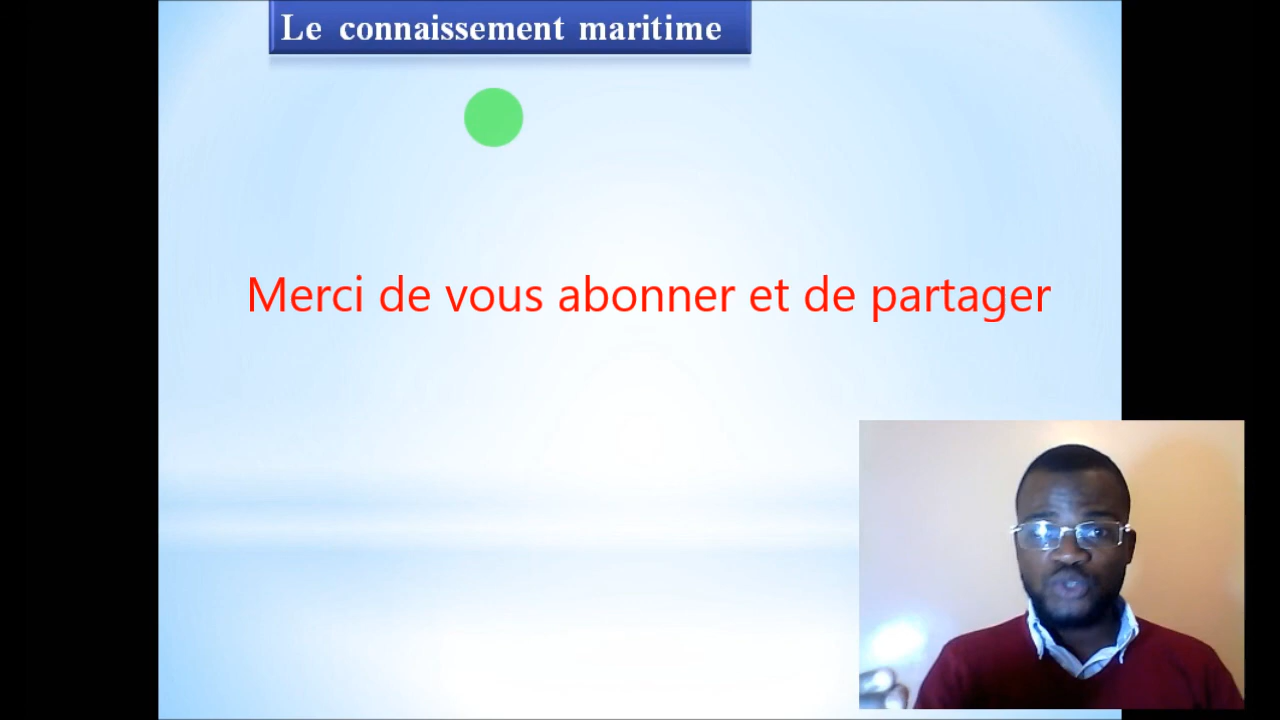 Le connaissement maritime
Merci de vous abonner et de partager